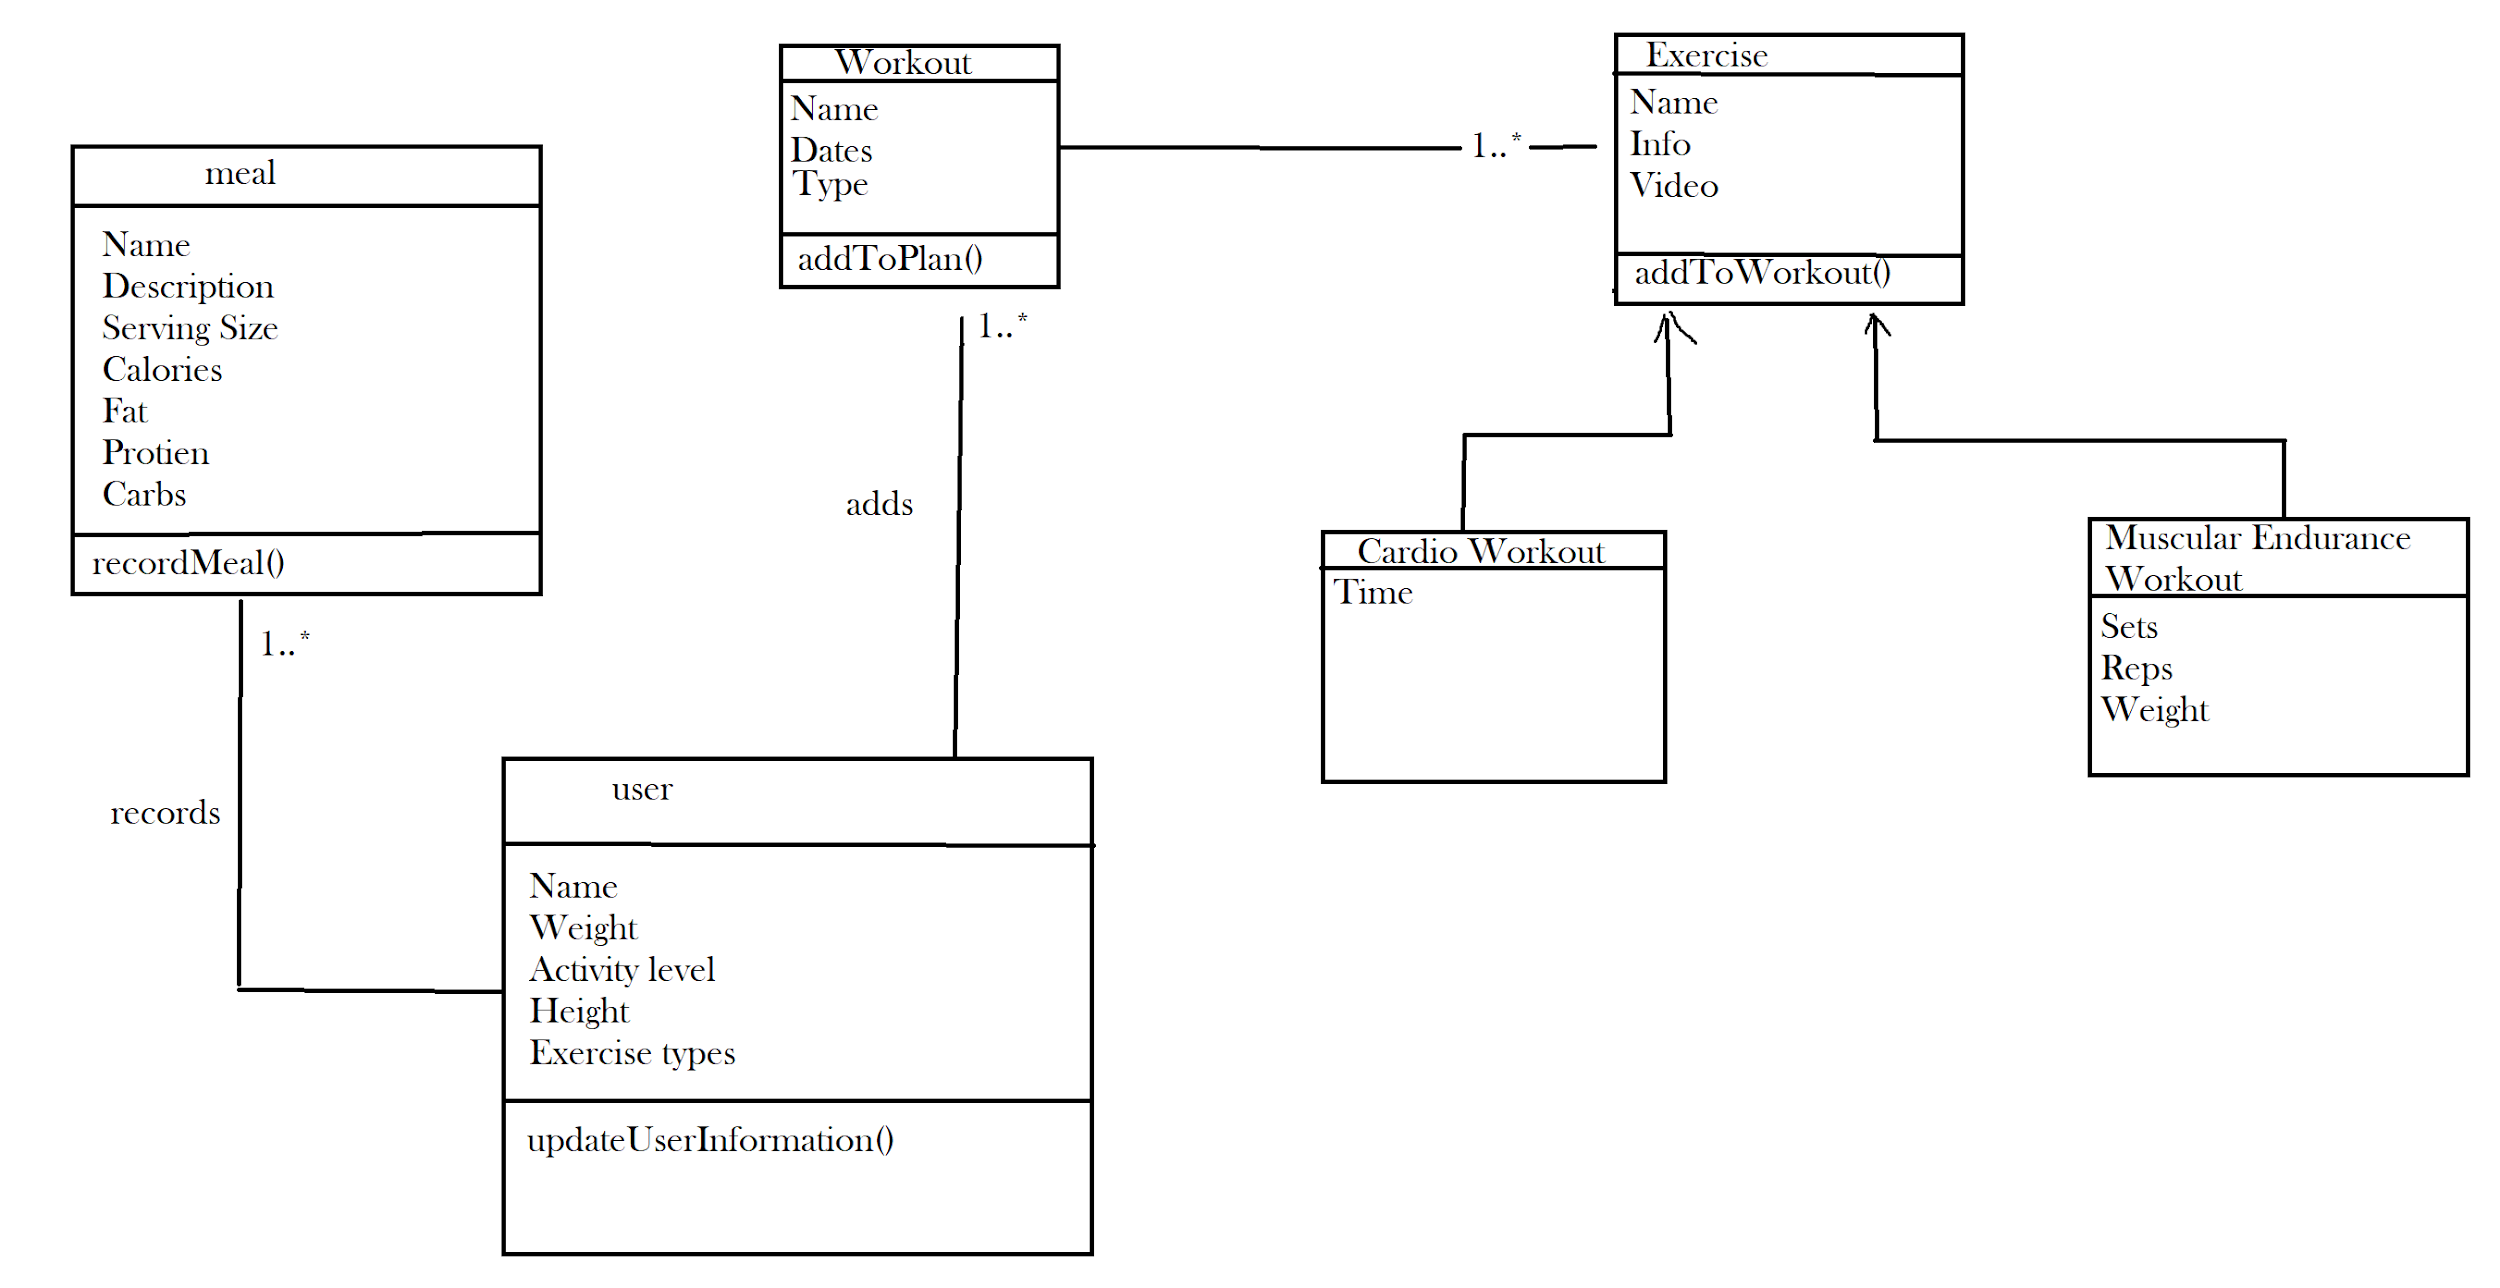 meal
Name
Description
Serving Size
Calories
Fat
Protien
Carbs
recordMeal()
1..*
records
Workout
Name
Dates
Type
addToPlan()
1..*
adds
1..*
Exercise
Name
Info
Video
addToWorkout()
Cardio Workout
Time
Muscular Endurance
Workout
Sets
Reps
Weight
user
Name
Weight
Activity level
Height
Exercise types
updateUserInformation()